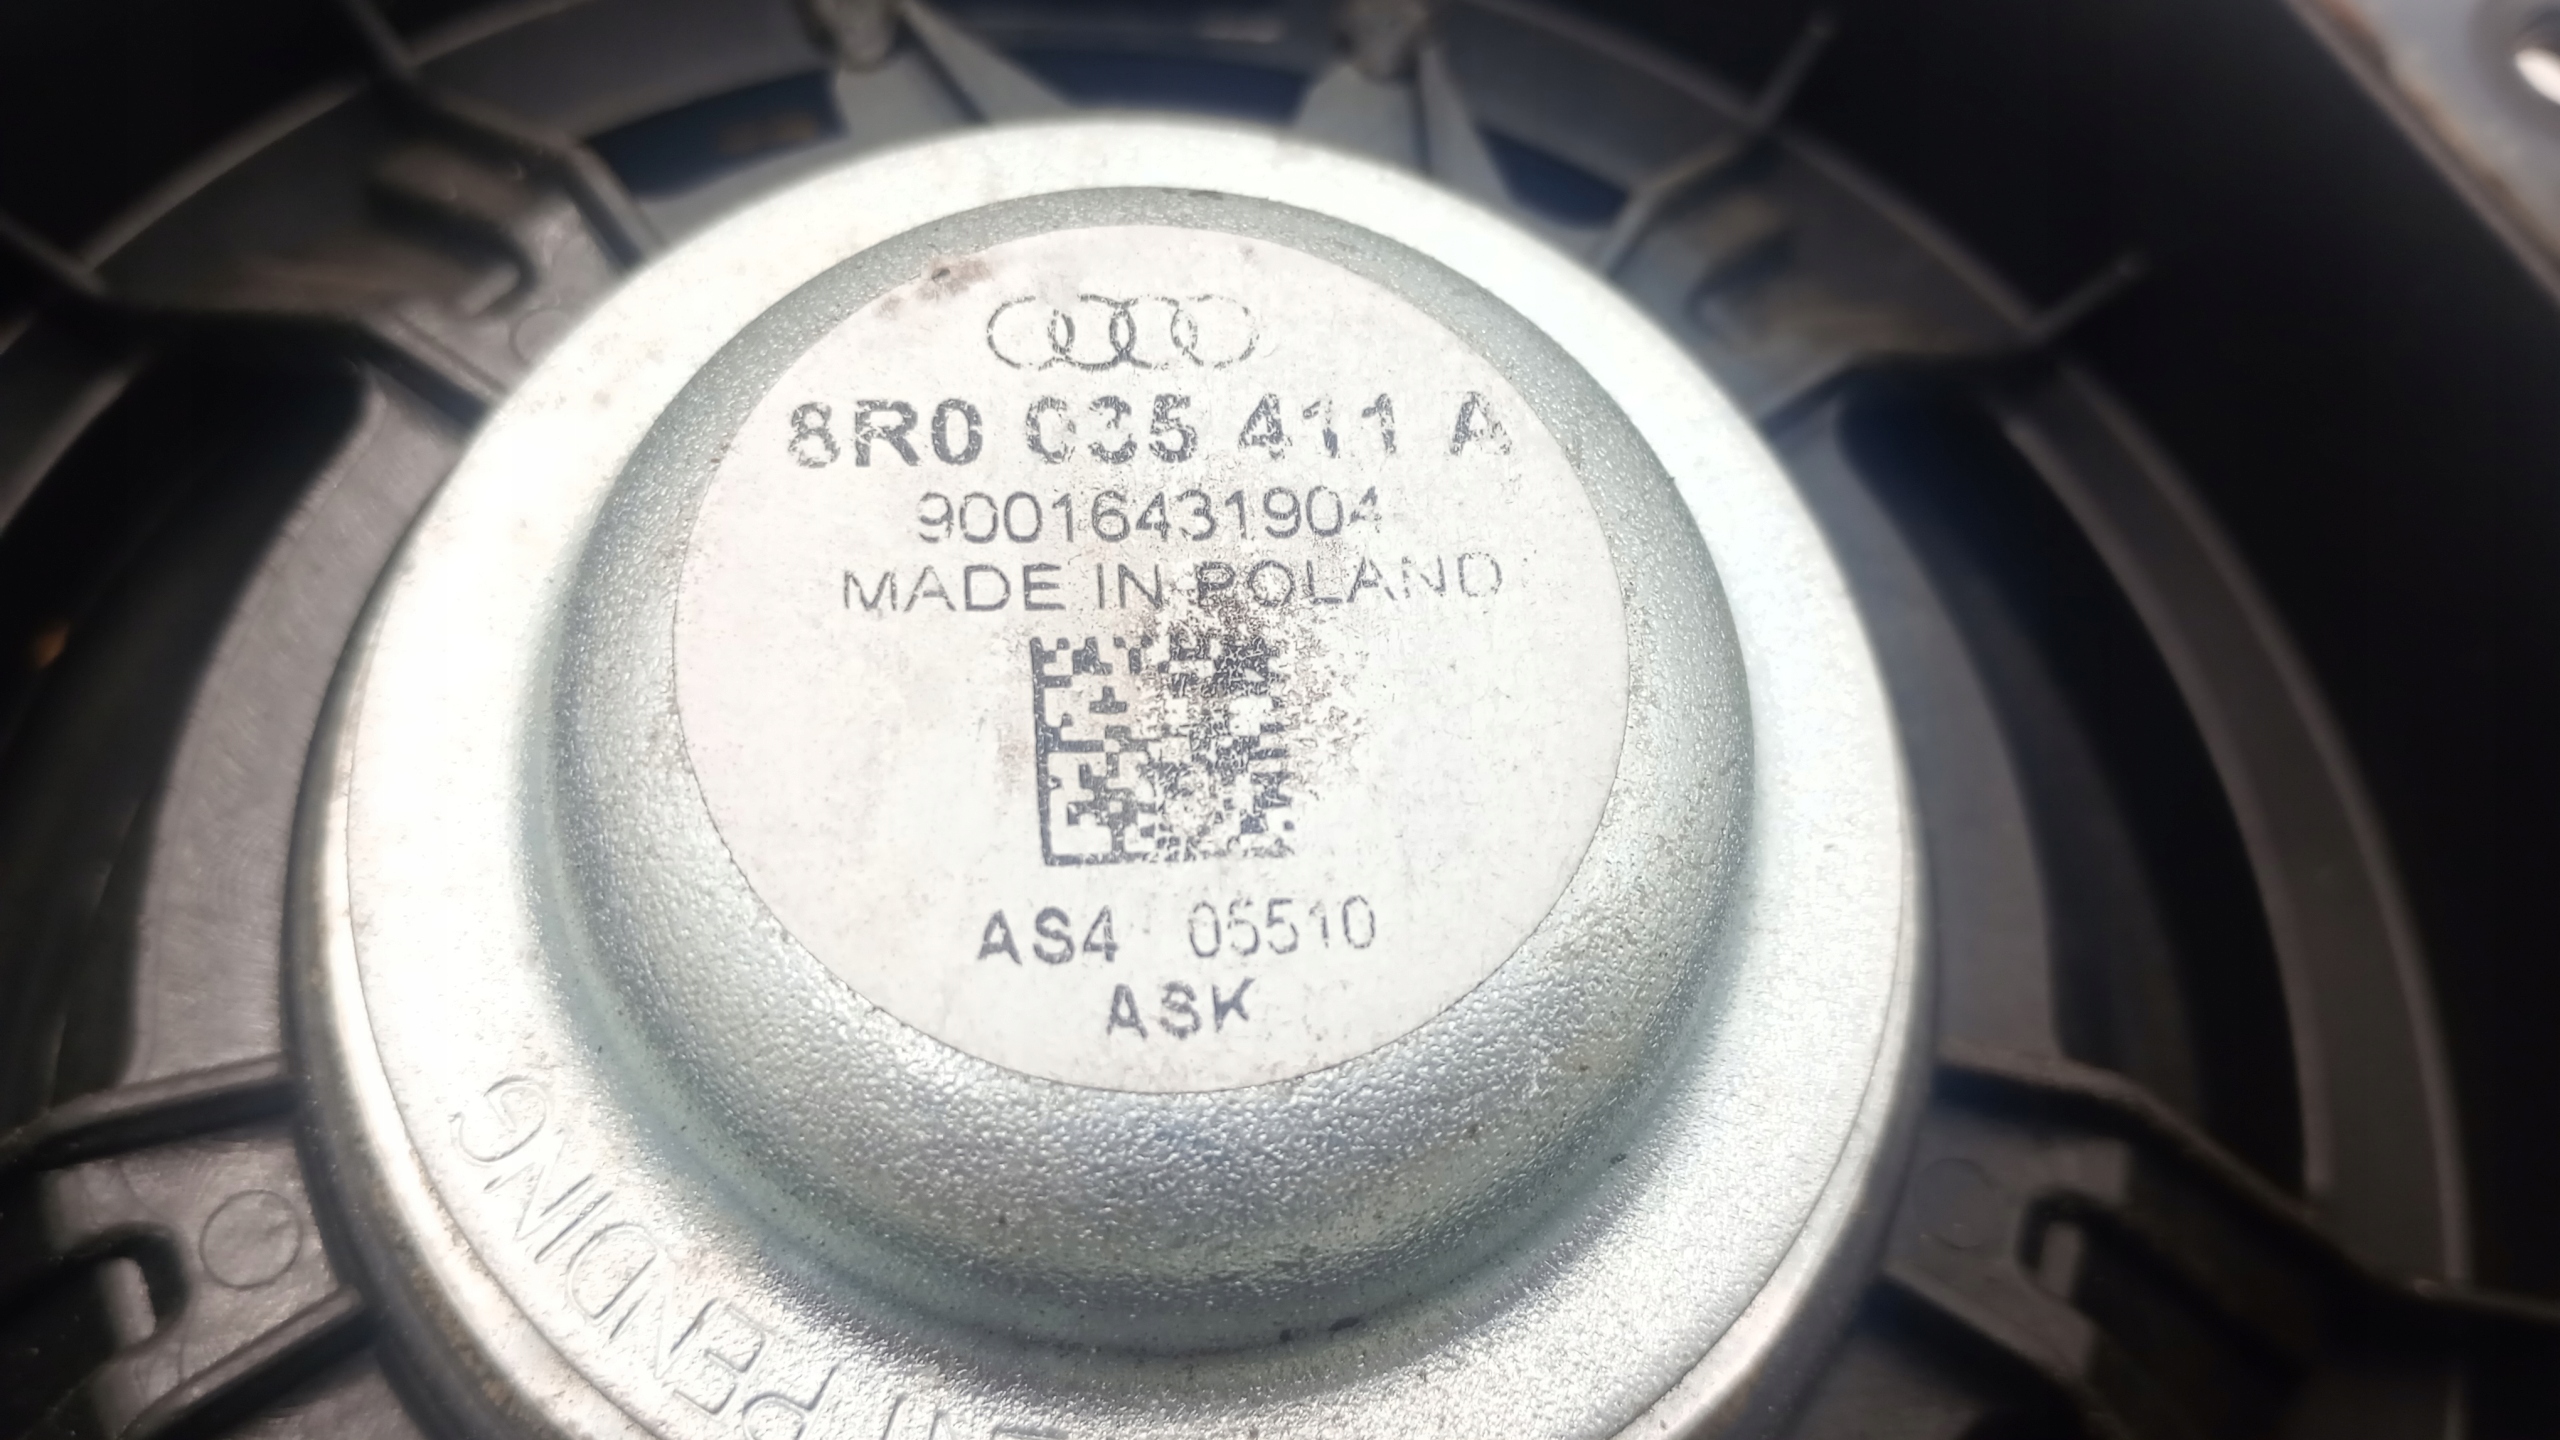 8R0 035 411 A
90016431904
MADE IN POLAND
AS4 05510
ASK
PENDING